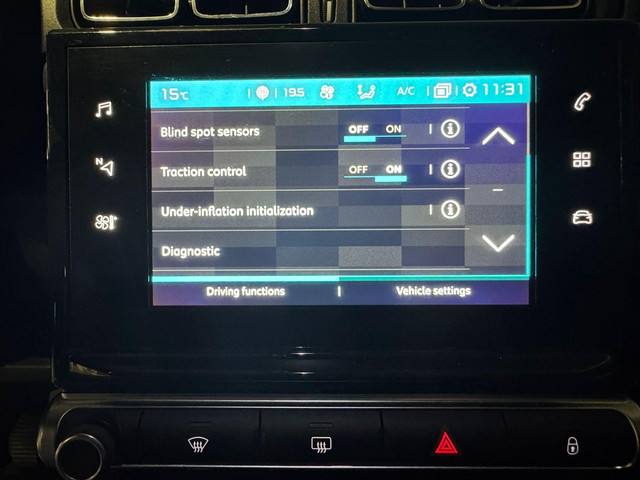 15°C 19.5 A/C 11:31
Blind spot sensors OFF ON
Traction control OFF ON
Under-inflation initialization
Diagnostic
Driving functions Vehicle settings
N